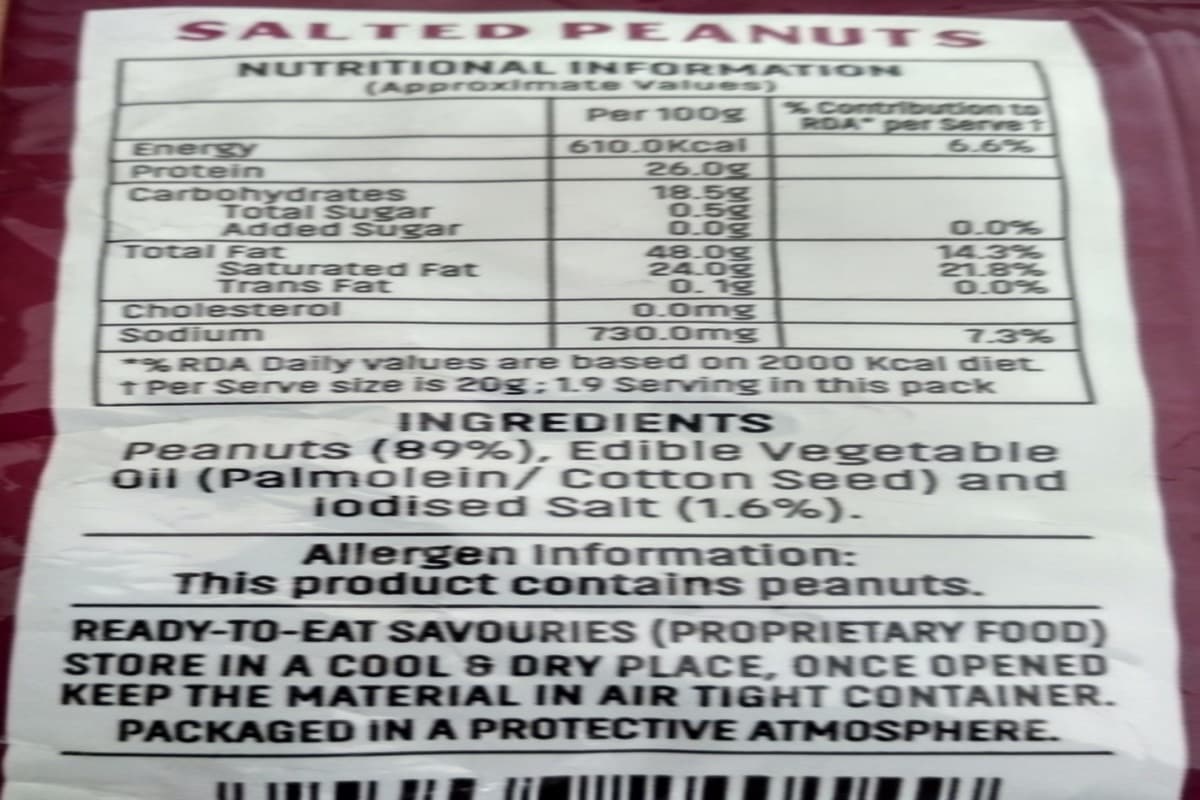 SALTED PEANUTS
NUTRITIONAL INFORMATION
(Approximate Values)
Per 100g % Contribution to RDA* per Serve †
Energy 610.0Kcal 6.6%
Protein 26.0g
Carbohydrates 18.5g
Total Sugar 0.5g
Added Sugar 0.0g 0.0%
Total Fat 48.0g 14.3%
Saturated Fat 24.0g 21.8%
Trans Fat 0.1g 0.0%
Cholesterol 0.0mg
Sodium 730.0mg 7.3%
*% RDA Daily values are based on 2000 Kcal diet.
† Per Serve size is 20g; 1.9 Serving in this pack
INGREDIENTS
Peanuts (89%), Edible Vegetable
Oil (Palmolein/ Cotton Seed) and
Iodised Salt (1.6%).
Allergen Information:
This product contains peanuts.
READY-TO-EAT SAVOURIES (PROPRIETARY FOOD)
STORE IN A COOL & DRY PLACE, ONCE OPENED
KEEP THE MATERIAL IN AIR TIGHT CONTAINER.
PACKAGED IN A PROTECTIVE ATMOSPHERE.